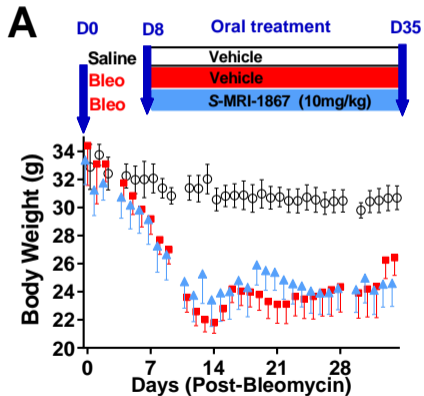 A
D0 D8 Oral treatment D35
Saline Vehicle
Bleo Vehicle
Bleo S-MRI-1867 (10mg/kg)
Body Weight (g)
34
32
30
28
26
24
22
20
0 7 14 21 28
Days (Post-Bleomycin)